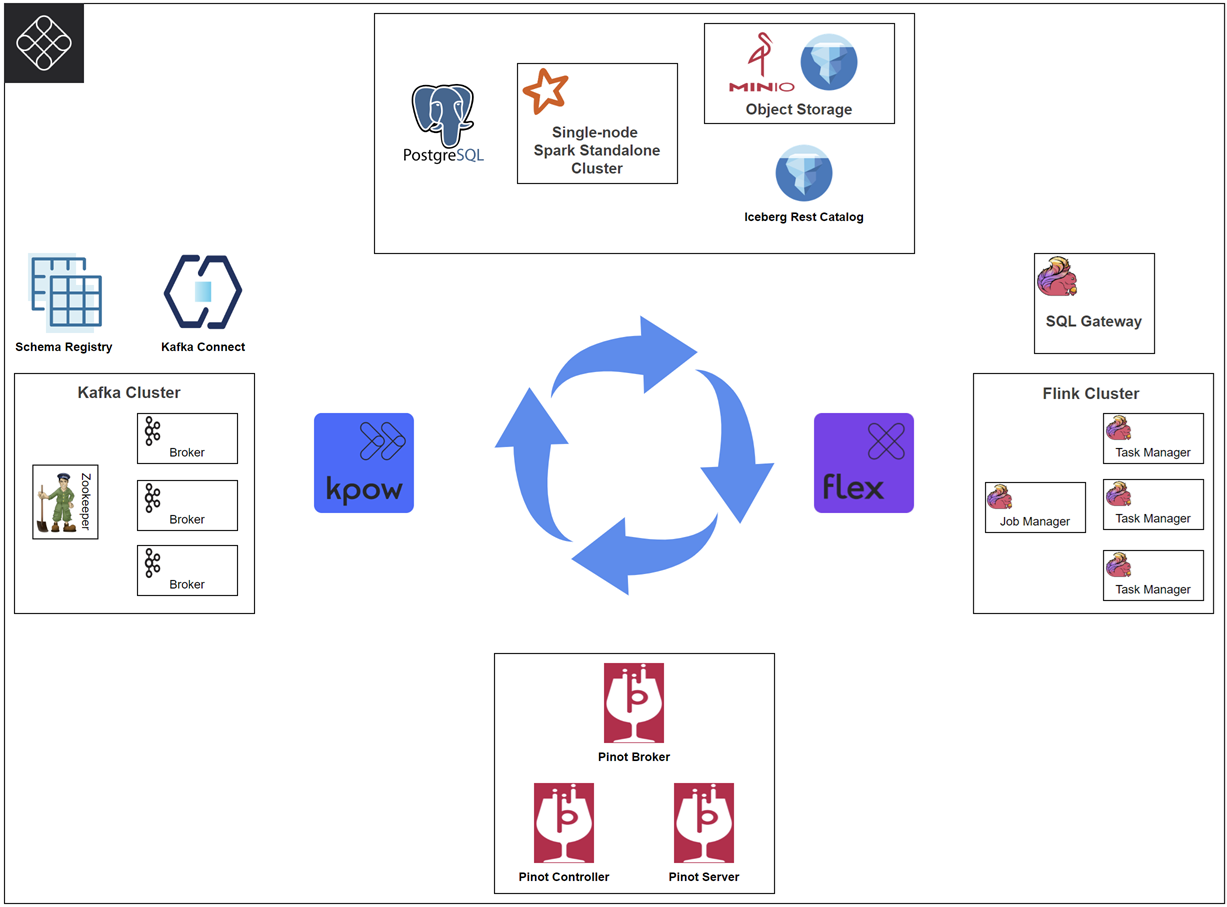 MINIO
Object Storage
PostgreSQL
Single-node
Spark Standalone
Cluster
Iceberg Rest Catalog
Schema Registry
Kafka Connect
SQL Gateway
Kafka Cluster
Zookeeper
Broker
Broker
Broker
kpow
flex
Flink Cluster
Job Manager
Task Manager
Task Manager
Task Manager
Pinot Broker
Pinot Controller
Pinot Server